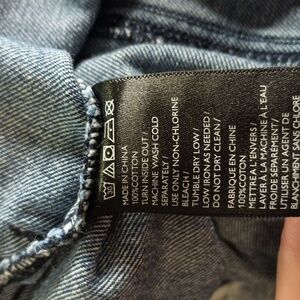 MADE IN CHINA
100%COTTON
TURN INSIDE OUT /
MACHINE WASH COLD
SEPARATELY /
USE ONLY NON-CHLORINE
BLEACH /
TUMBLE DRY LOW /
LOW IRON AS NEEDED /
DO NOT DRY CLEAN /
FABRIQUE EN CHINE
100%COTON
METTRE A L'ENVERS /
LAVER À LA MACHINE À L'EAU
FROIDE SEPARÉMENT /
UTILISER UN AGENT DE
BLANCHIMENT SANS CHLORE